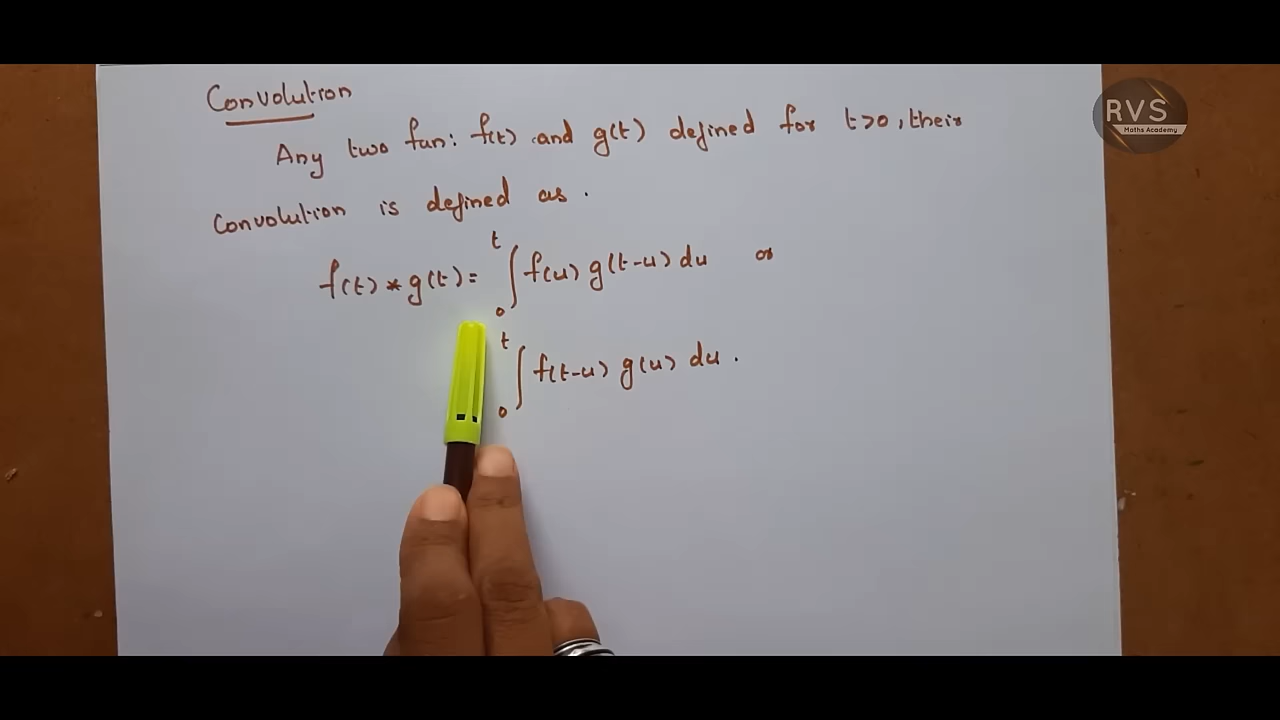 Convolution
Any two fun: f(t) and g(t) defined for t>0, their
Convolution is defined as.
f(t) * g(t) = ∫₀ᵗ f(u) g(t-u) du or
∫₀ᵗ f(t-u) g(u) du.
RVS
Maths Academy